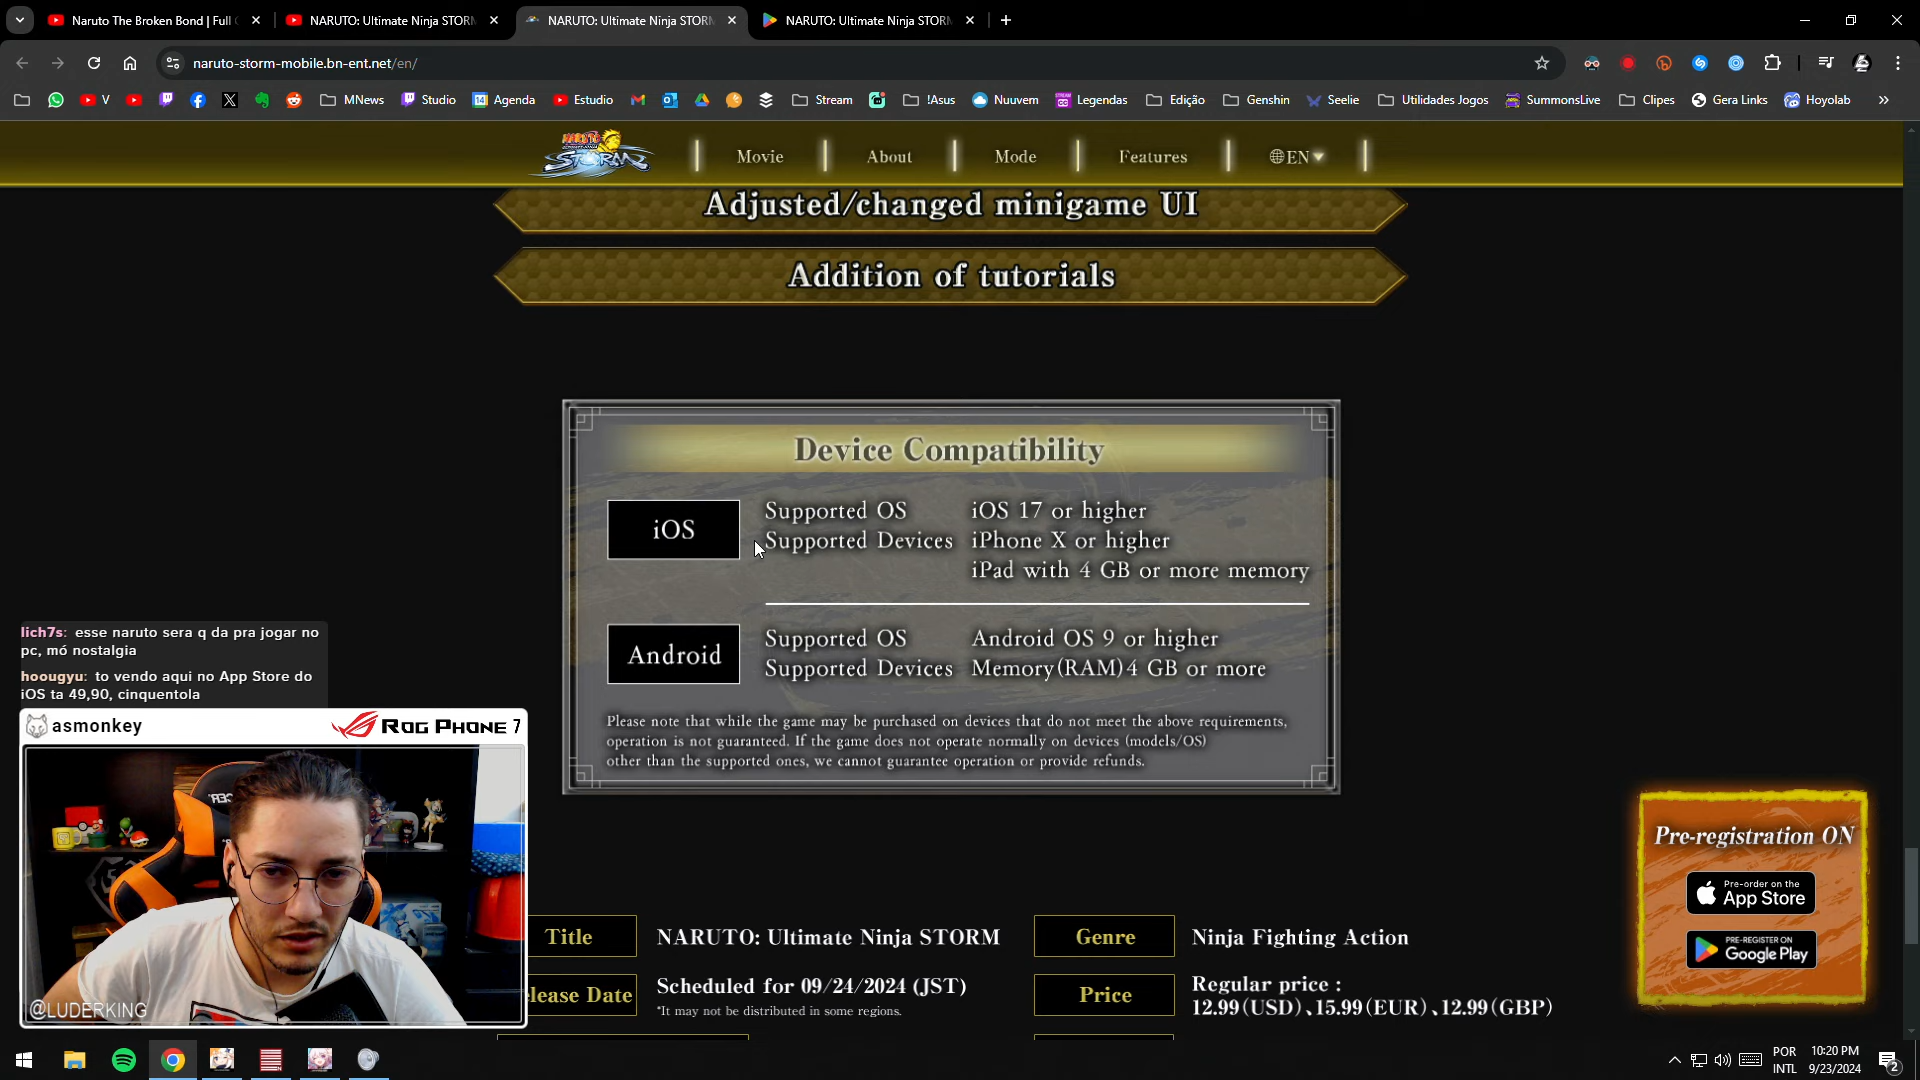 Naruto The Broken Bond | Full
NARUTO: Ultimate Ninja STORM
NARUTO: Ultimate Ninja STORM
NARUTO: Ultimate Ninja STORM
naruto-storm-mobile.bn-ent.net/en/
V
MNews
Studio
Agenda
Estudio
Stream
!Asus
Nuuvem
Legendas
Edição
Genshin
Seelie
Utilidades Jogos
SummonsLive
Clipes
Gera Links
Hoyolab
NARUTO
STORM
Movie
About
Mode
Features
EN
Adjusted/changed minigame UI
Addition of tutorials
Device Compatibility
iOS
Supported OS iOS 17 or higher
Supported Devices iPhone X or higher
iPad with 4 GB or more memory
Android
Supported OS Android OS 9 or higher
Supported Devices Memory(RAM)4 GB or more
Please note that while the game may be purchased on devices that do not meet the above requirements,
operation is not guaranteed. If the game does not operate normally on devices (models/OS)
other than the supported ones, we cannot guarantee operation or provide refunds.
lich7s: esse naruto sera q da pra jogar no
pc, mó nostalgia
hoougyu: to vendo aqui no App Store do
iOS ta 49,90, cinquentola
asmonkey
ROG PHONE 7
@LUDERKING
Pre-registration ON
Pre-order on the
App Store
PRE-REGISTER ON
Google Play
Title NARUTO: Ultimate Ninja STORM
Genre Ninja Fighting Action
lease Date Scheduled for 09/24/2024 (JST)
*It may not be distributed in some regions.
Price Regular price :
12.99(USD)、15.99(EUR)、12.99(GBP)
POR
INTL
10:20 PM
9/23/2024
2